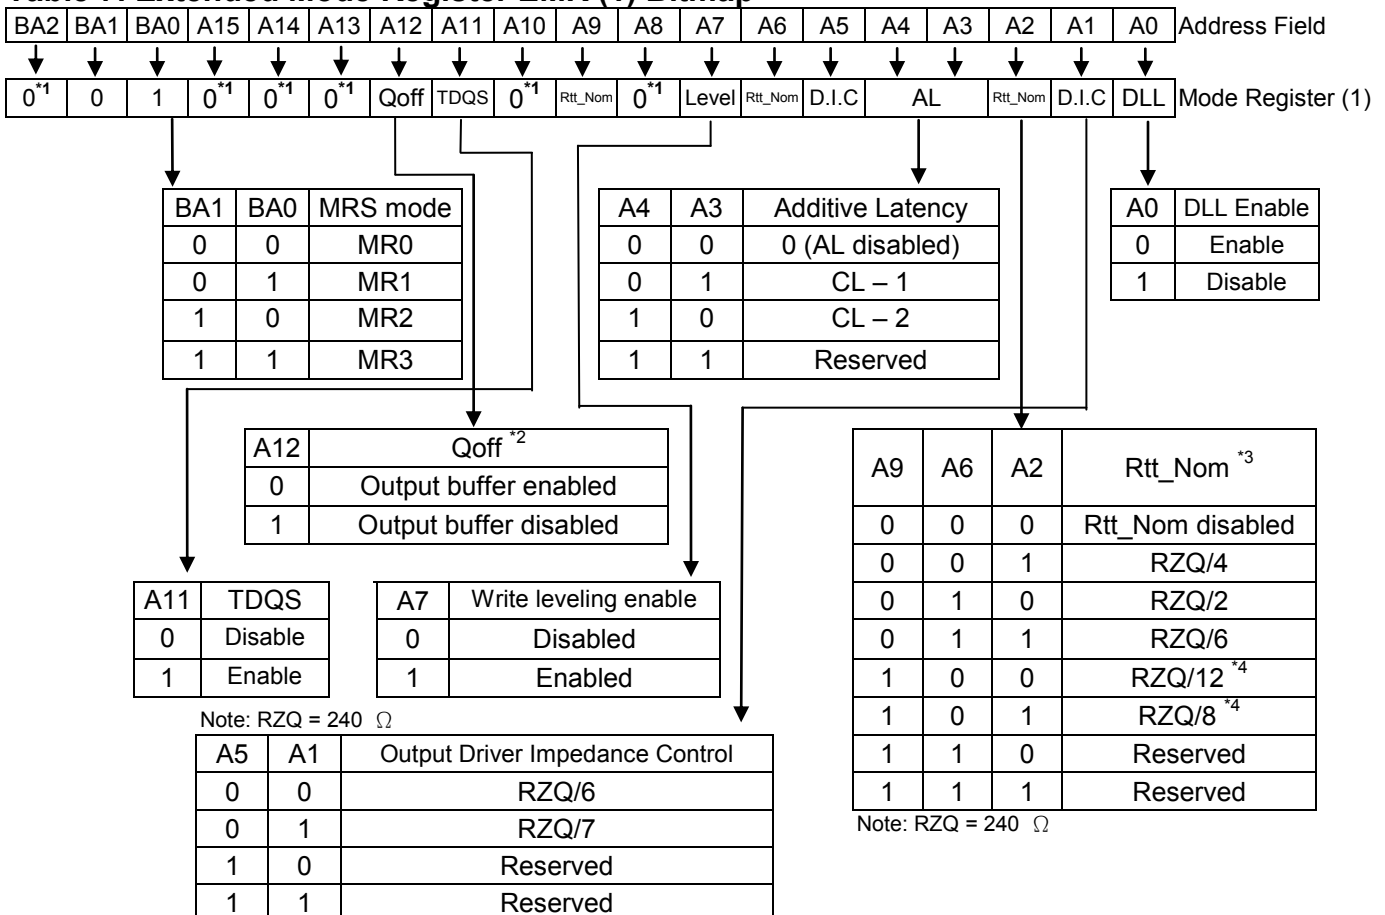 BA2 BA1 BA0 A15 A14 A13 A12 A11 A10 A9 A8 A7 A6 A5 A4 A3 A2 A1 A0 Address Field
0*1 0 1 0*1 0*1 0*1 Qoff TDQS 0*1 Rtt_Nom 0*1 Level Rtt_Nom D.I.C AL Rtt_Nom D.I.C DLL Mode Register (1)
BA1 BA0 MRS mode
0 0 MR0
0 1 MR1
1 0 MR2
1 1 MR3
A4 A3 Additive Latency
0 0 0 (AL disabled)
0 1 CL – 1
1 0 CL – 2
1 1 Reserved
A0 DLL Enable
0 Enable
1 Disable
A12 Qoff *2
0 Output buffer enabled
1 Output buffer disabled
A9 A6 A2 Rtt_Nom *3
0 0 0 Rtt_Nom disabled
0 0 1 RZQ/4
0 1 0 RZQ/2
0 1 1 RZQ/6
1 0 0 RZQ/12 *4
1 0 1 RZQ/8 *4
1 1 0 Reserved
1 1 1 Reserved
Note: RZQ = 240 Ω
A11 TDQS
0 Disable
1 Enable
A7 Write leveling enable
0 Disabled
1 Enabled
Note: RZQ = 240 Ω
A5 A1 Output Driver Impedance Control
0 0 RZQ/6
0 1 RZQ/7
1 0 Reserved
1 1 Reserved